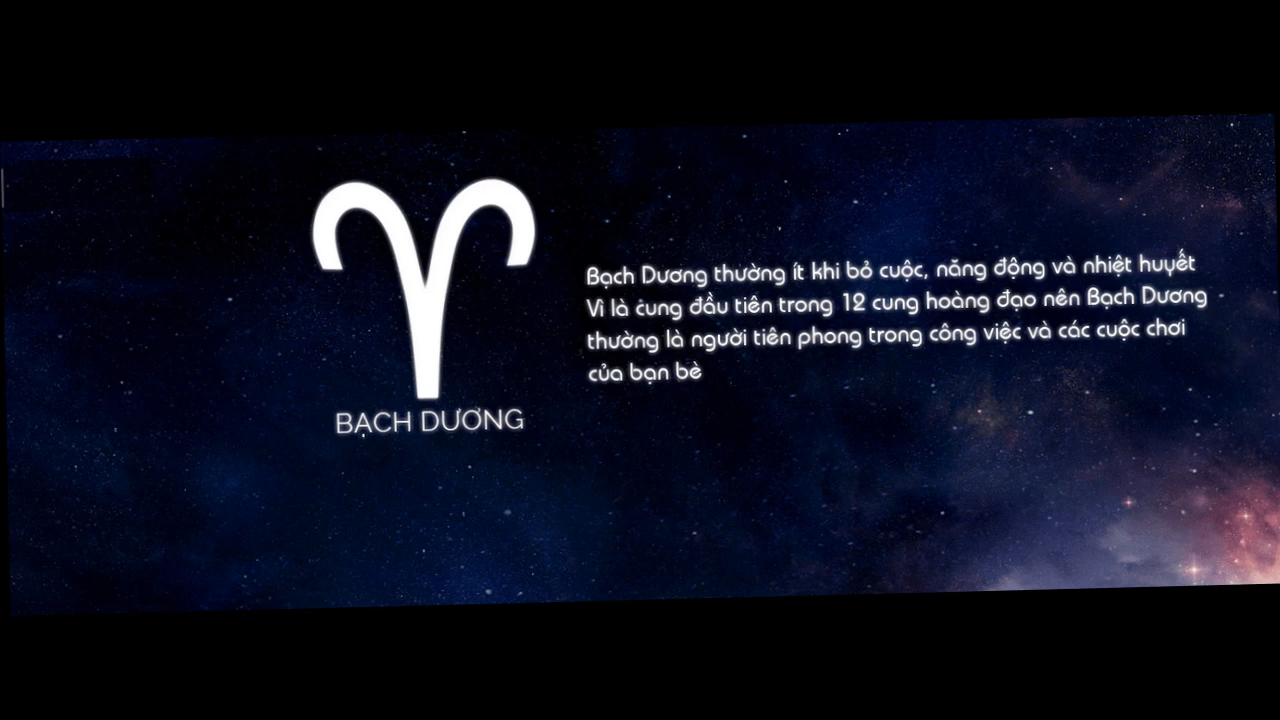 BẠCH DƯƠNG
Bạch Dương thường ít khi bỏ cuộc, năng động và nhiệt huyết
Vì là cung đầu tiên trong 12 cung hoàng đạo nên Bạch Dương
thường là người tiên phong trong công việc và các cuộc chơi
của bạn bè